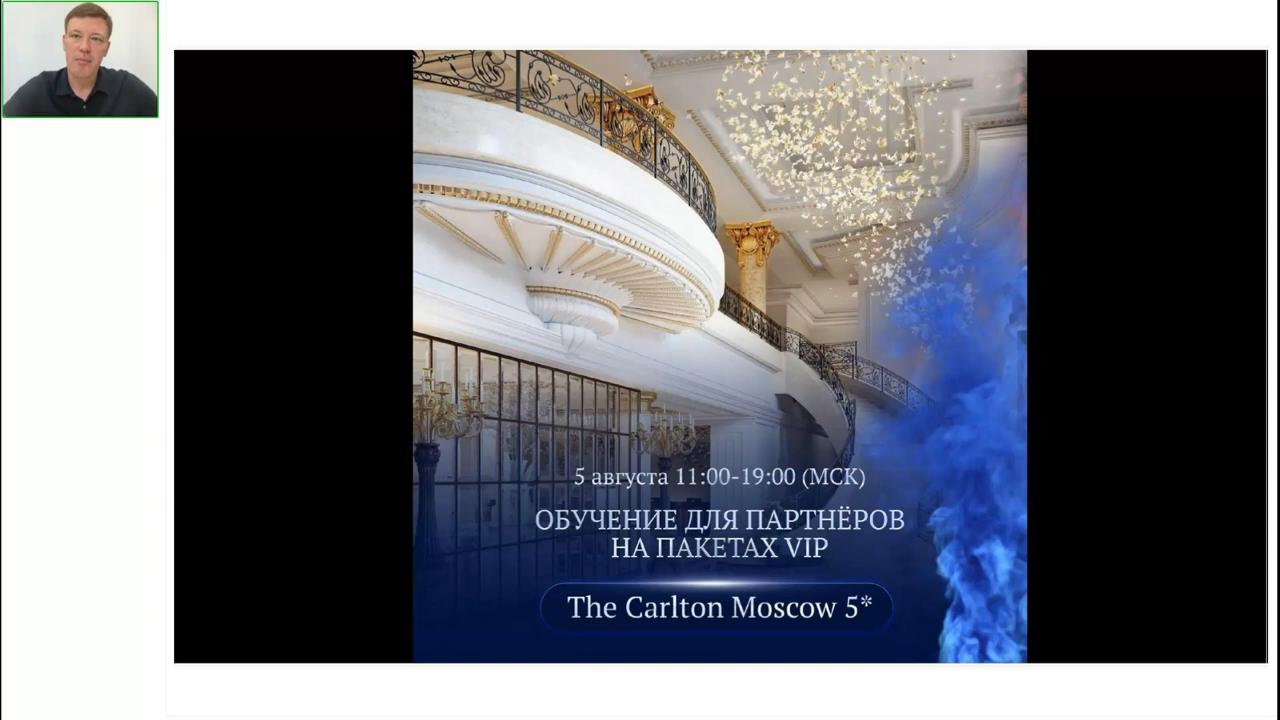 5 августа 11:00-19:00 (МСК)
ОБУЧЕНИЕ ДЛЯ ПАРТНЁРОВ
НА ПАКЕТАХ VIP
The Carlton Moscow 5*